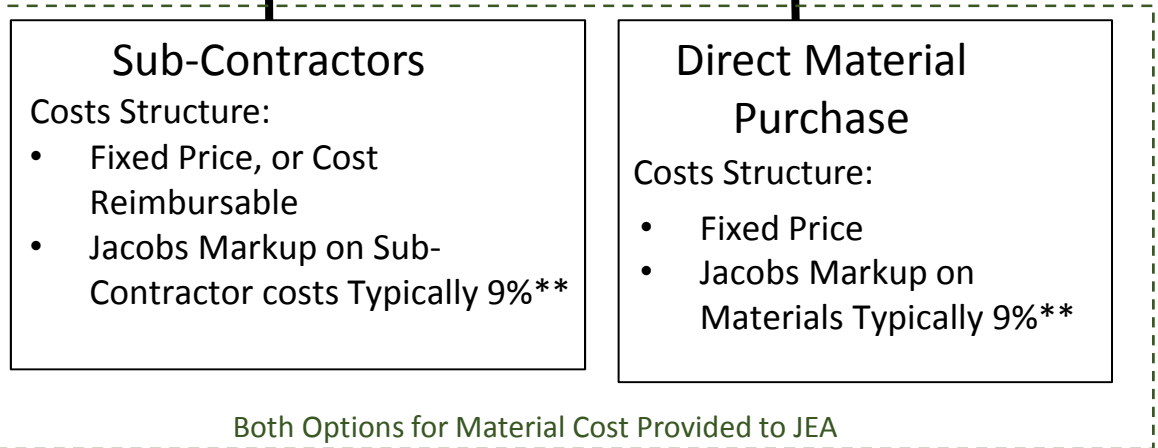 Sub-Contractors
Costs Structure:
• Fixed Price, or Cost
Reimbursable
• Jacobs Markup on Sub-
Contractor costs Typically 9%**
Direct Material
Purchase
Costs Structure:
• Fixed Price
• Jacobs Markup on
Materials Typically 9%**
Both Options for Material Cost Provided to JEA